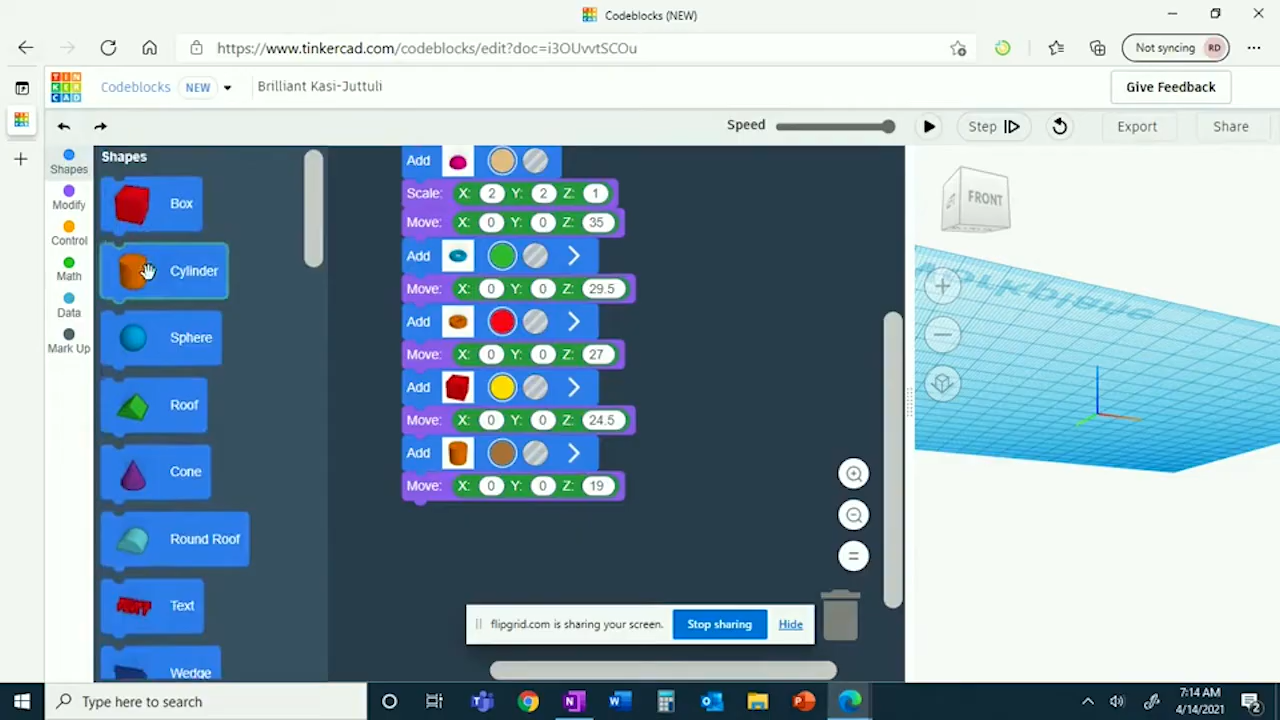 Codeblocks (NEW)
https://www.tinkercad.com/codeblocks/edit?doc=i3OUvvtSCOu
Not syncing RD
TIN
KER
CAD
Codeblocks NEW
Brilliant Kasi-Juttuli
Give Feedback
Speed
Step
Export
Share
Shapes
Modify
Control
Math
Data
Mark Up
Shapes
Box
Cylinder
Sphere
Roof
Cone
Round Roof
Text
Wedge
Add
Scale: X: 2 Y: 2 Z: 1
Move: X: 0 Y: 0 Z: 35
Add
Move: X: 0 Y: 0 Z: 29.5
Add
Move: X: 0 Y: 0 Z: 27
Add
Move: X: 0 Y: 0 Z: 24.5
Add
Move: X: 0 Y: 0 Z: 19
FRONT
flipgrid.com is sharing your screen.
Stop sharing
Hide
Type here to search
7:14 AM
4/14/2021
2